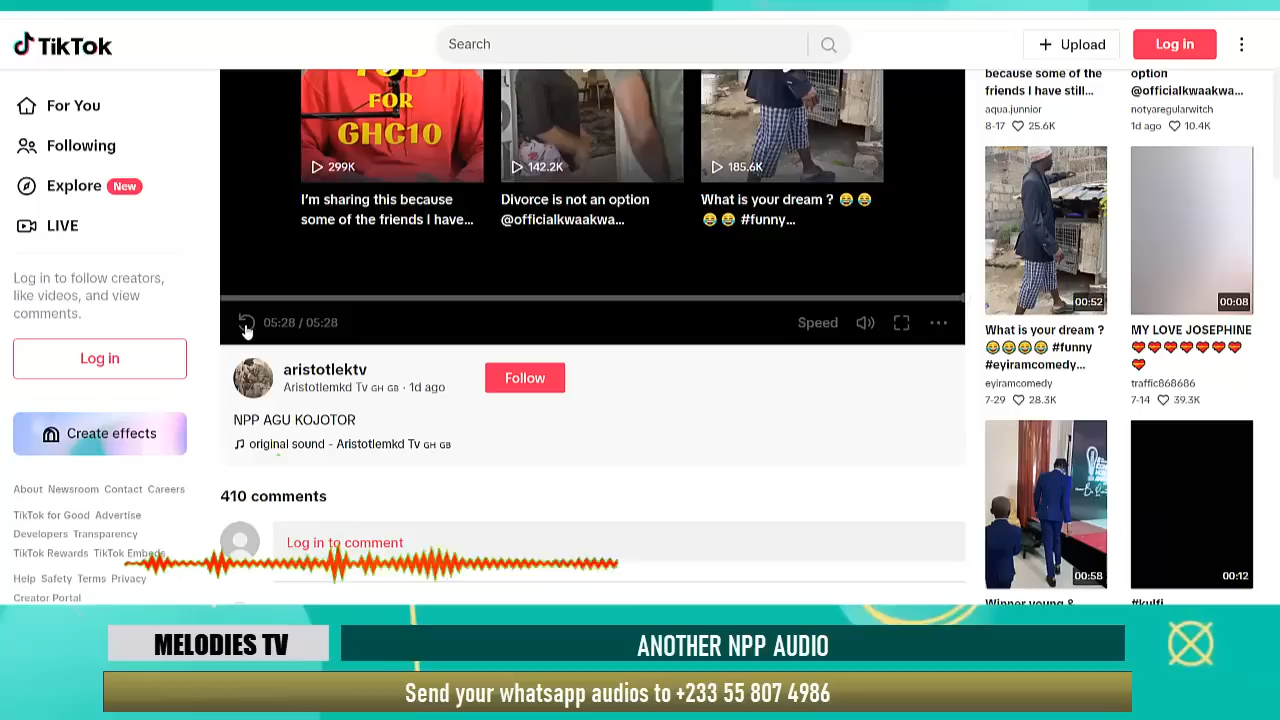 TikTok
Search
Upload
Log in
For You
Following
Explore New
LIVE
Log in to follow creators,
like videos, and view
comments.
Log in
Create effects
About Newsroom Contact Careers
TikTok for Good Advertise
Developers Transparency
TikTok Rewards TikTok Embeds
Help Safety Terms Privacy
Creator Portal
FOR
GHC10
299K
142.2K
185.6K
I'm sharing this because
some of the friends I have...
Divorce is not an option
@officialkwaakwa...
What is your dream ? 😂 😂
😂 😂 #funny...
05:28 / 05:28
Speed
aristotlektv
Aristotlemkd Tv GH GB · 1d ago
Follow
NPP AGU KOJOTOR
original sound - Aristotlemkd Tv GH GB
410 comments
Log in to comment
because some of the
friends I have still...
aqua.junnior
8-17 25.6K
option
@officialkwaakwa...
notyaregularwitch
1d ago 10.4K
00:52
What is your dream ?
😂😂😂😂 #funny
#eyiramcomedy...
eyiramcomedy
7-29 28.3K
00:08
MY LOVE JOSEPHINE
traffic868686
7-14 39.3K
00:58
Winner young &
00:12
#kulfi
MELODIES TV
ANOTHER NPP AUDIO
Send your whatsapp audios to +233 55 807 4986